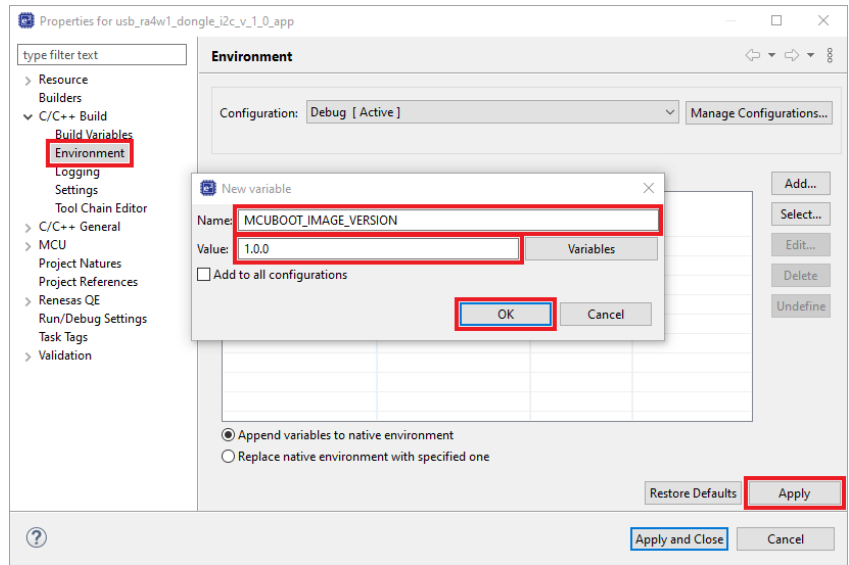 Properties for usb_ra4w1_dongle_i2c_v_1_0_app
type filter text
Resource
Builders
C/C++ Build
Build Variables
Environment
Logging
Settings
Tool Chain Editor
C/C++ General
MCU
Project Natures
Project References
Renesas QE
Run/Debug Settings
Task Tags
Validation
Environment
Configuration: Debug [ Active ] Manage Configurations...
New variable
Name: MCUBOOT_IMAGE_VERSION
Value: 1.0.0 Variables
Add to all configurations
OK Cancel
Add...
Select...
Edit...
Delete
Undefine
Append variables to native environment
Replace native environment with specified one
Restore Defaults Apply
? Apply and Close Cancel